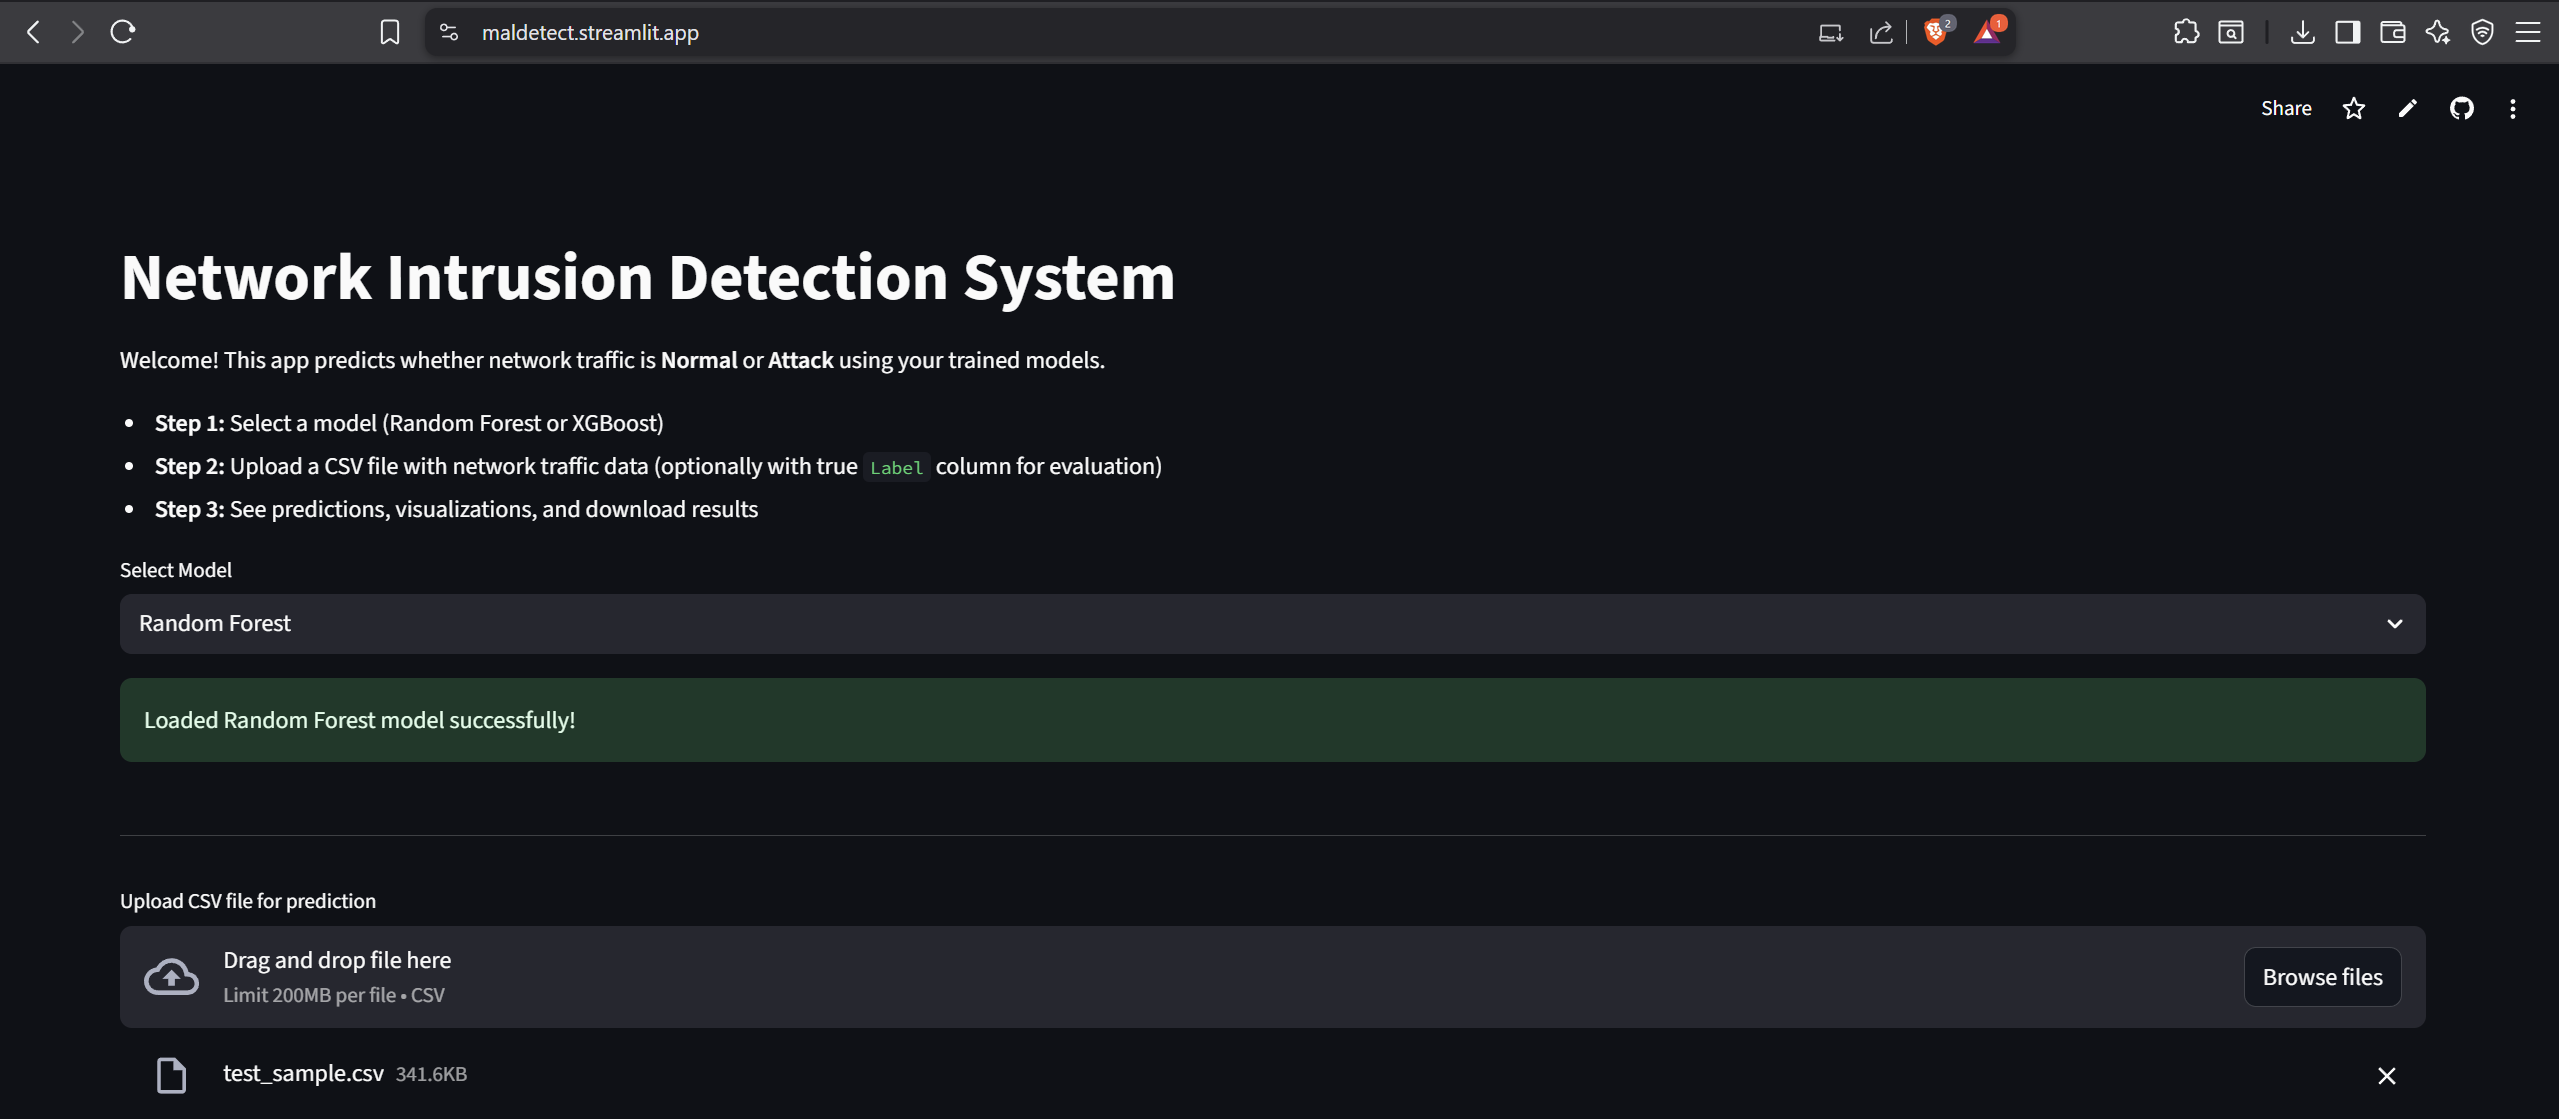 maldetect.streamlit.app
2
1
Share
Network Intrusion Detection System
Welcome! This app predicts whether network traffic is Normal or Attack using your trained models.
• Step 1: Select a model (Random Forest or XGBoost)
• Step 2: Upload a CSV file with network traffic data (optionally with true Label column for evaluation)
• Step 3: See predictions, visualizations, and download results
Select Model
Random Forest
Loaded Random Forest model successfully!
Upload CSV file for prediction
Drag and drop file here
Limit 200MB per file • CSV
Browse files
test_sample.csv 341.6KB